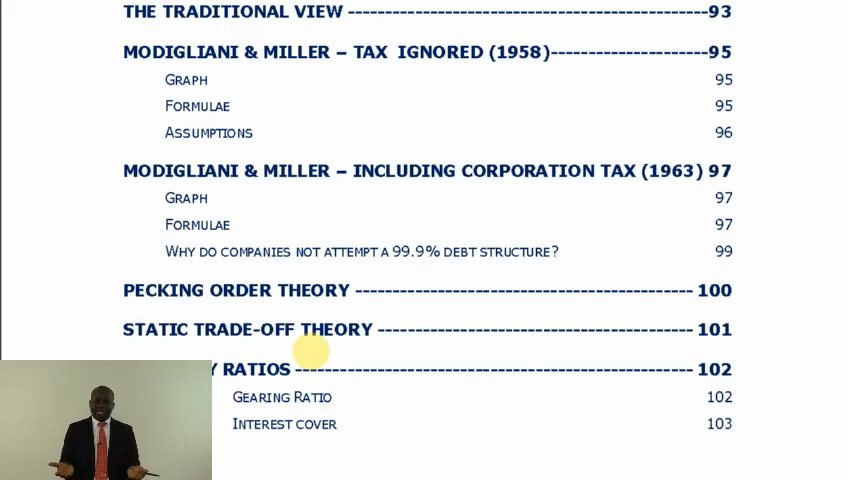 THE TRADITIONAL VIEW --------------------------------------------------------93
MODIGLIANI & MILLER – TAX IGNORED (1958)------------------------95
GRAPH 95
FORMULAE 95
ASSUMPTIONS 96
MODIGLIANI & MILLER – INCLUDING CORPORATION TAX (1963) 97
GRAPH 97
FORMULAE 97
WHY DO COMPANIES NOT ATTEMPT A 99.9% DEBT STRUCTURE? 99
PECKING ORDER THEORY ------------------------------------------------------ 100
STATIC TRADE-OFF THEORY -------------------------------------------------- 101
Y RATIOS --------------------------------------------------------------- 102
GEARING RATIO 102
INTEREST COVER 103